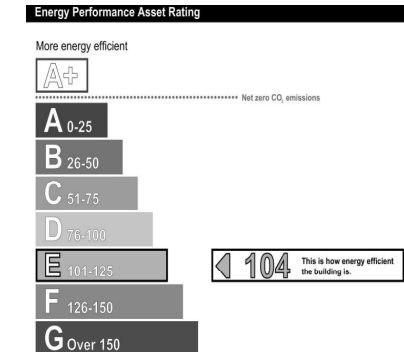 Energy Performance Asset Rating
More energy efficient
A+
Net zero CO₂ emissions
A 0-25
B 26-50
C 51-75
D 76-100
E 101-125
104 This is how energy efficient
the building is.
F 126-150
G Over 150